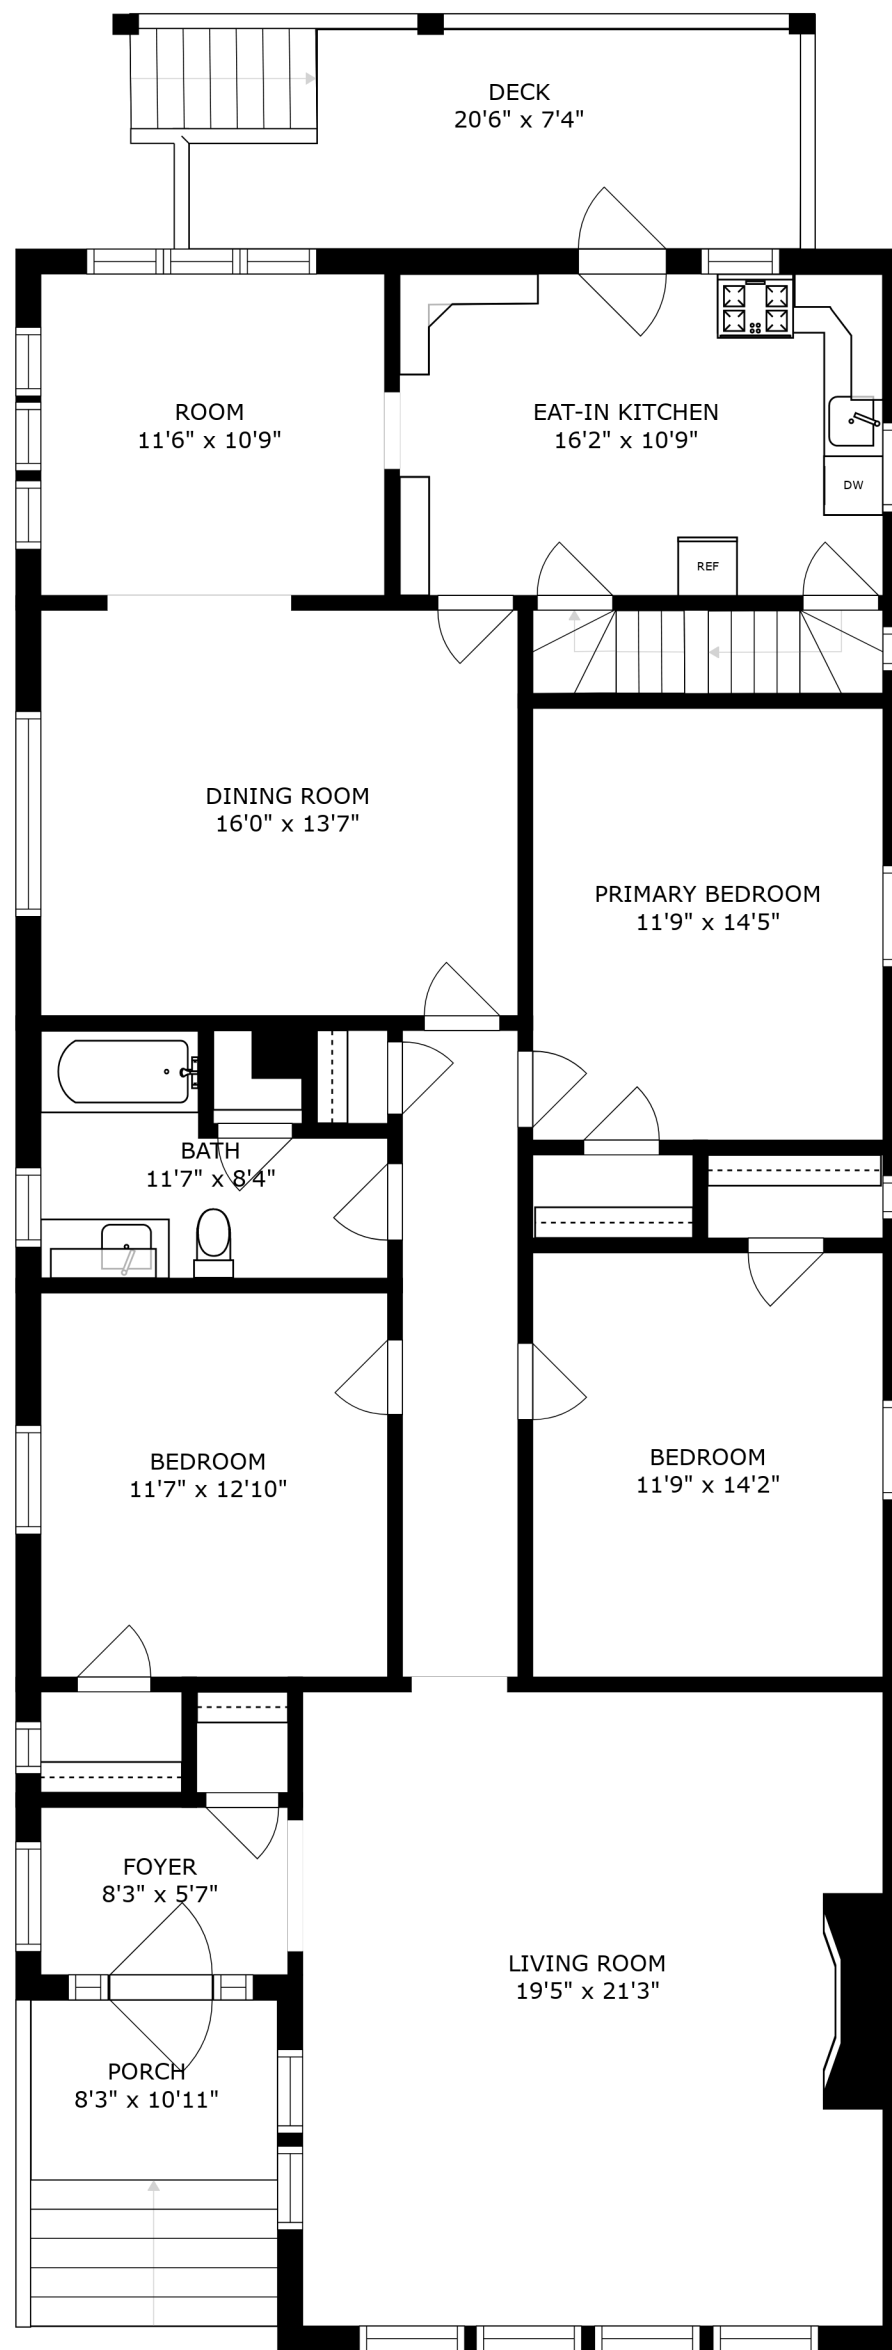 DECK
20'6" x 7'4"
ROOM
11'6" x 10'9"
EAT-IN KITCHEN
16'2" x 10'9"
DW
REF
DINING ROOM
16'0" x 13'7"
PRIMARY BEDROOM
11'9" x 14'5"
BATH
11'7" x 8'4"
BEDROOM
11'7" x 12'10"
BEDROOM
11'9" x 14'2"
FOYER
8'3" x 5'7"
LIVING ROOM
19'5" x 21'3"
PORCH
8'3" x 10'11"